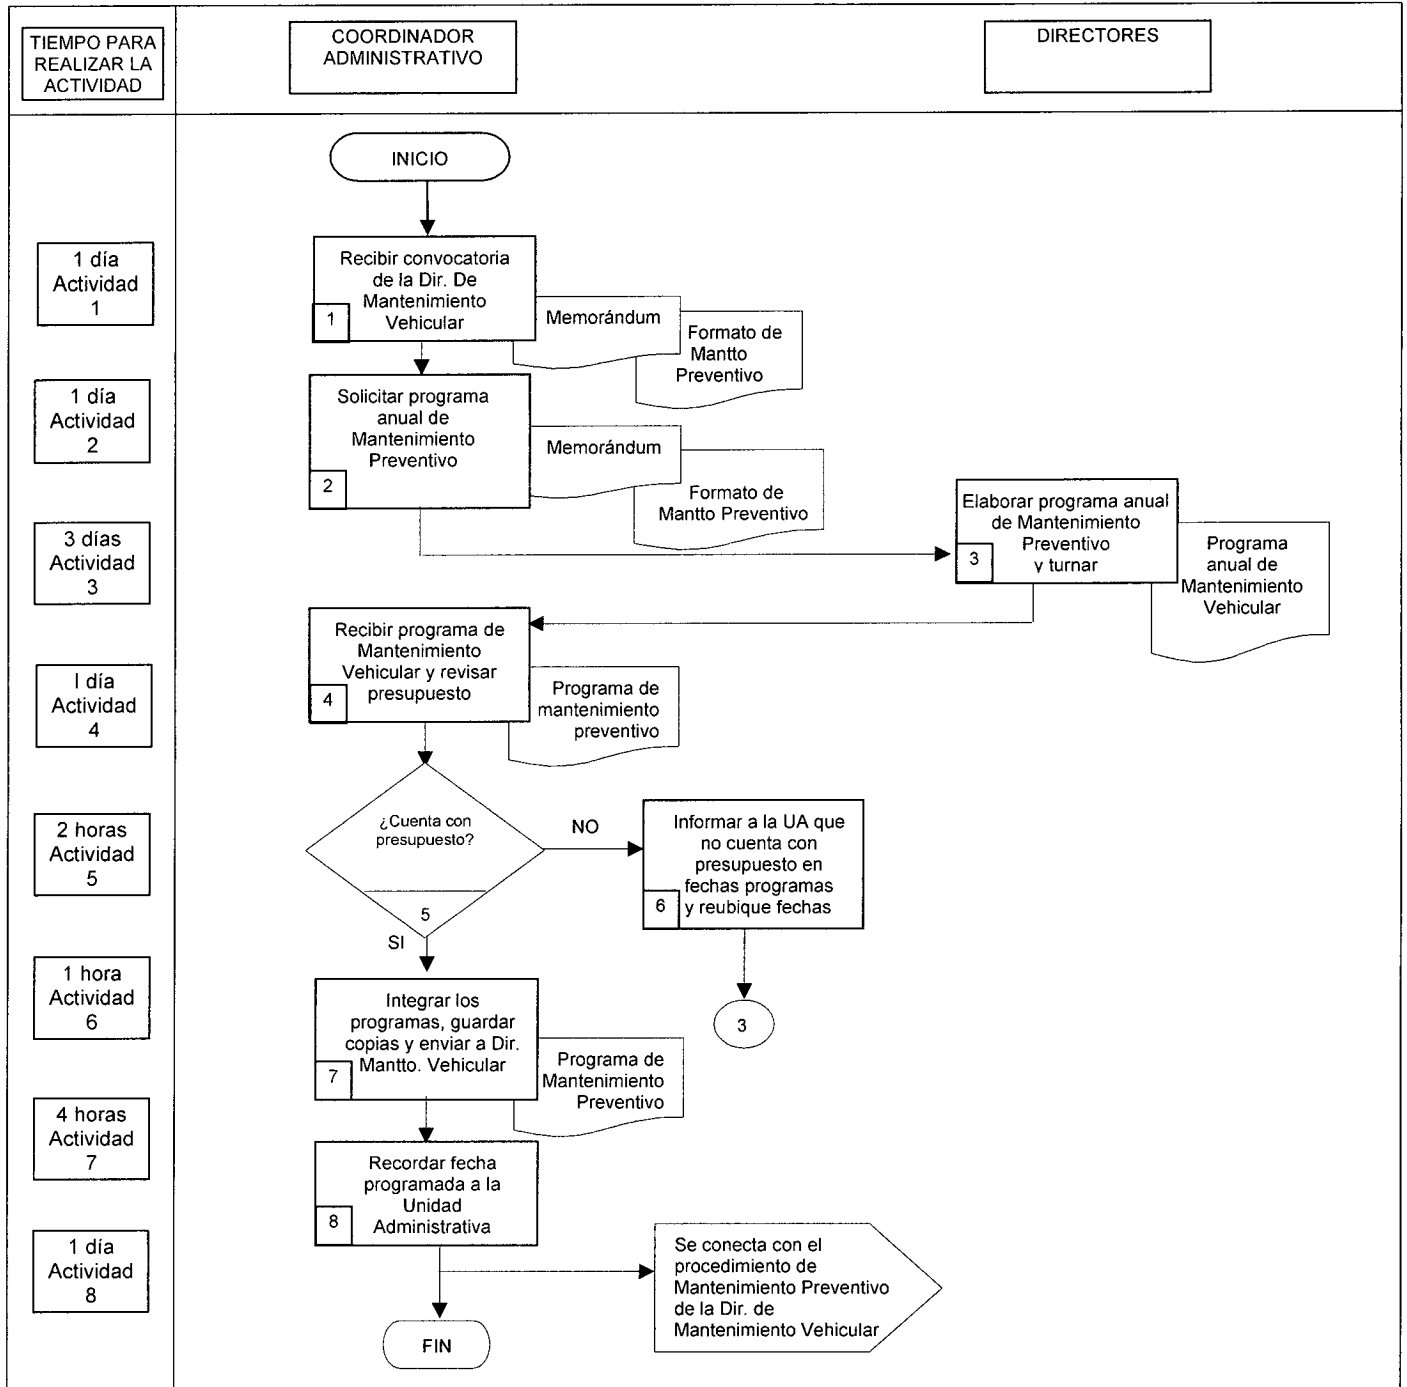 TIEMPO PARA
REALIZAR LA
ACTIVIDAD
COORDINADOR
ADMINISTRATIVO
DIRECTORES
INICIO
1 día
Actividad
1
Recibir convocatoria
de la Dir. De
Mantenimiento
Vehicular
1
Memorándum
Formato de
Mantto
Preventivo
1 día
Actividad
2
Solicitar programa
anual de
Mantenimiento
Preventivo
2
Memorándum
Formato de
Mantto Preventivo
3 días
Actividad
3
Elaborar programa anual
de Mantenimiento
Preventivo
y turnar
3
Programa
anual de
Mantenimiento
Vehicular
I día
Actividad
4
Recibir programa de
Mantenimiento
Vehicular y revisar
presupuesto
4
Programa de
mantenimiento
preventivo
2 horas
Actividad
5
¿Cuenta con
presupuesto?
5
NO
SI
Informar a la UA que
no cuenta con
presupuesto en
fechas programas
y reubique fechas
6
3
1 hora
Actividad
6
Integrar los
programas, guardar
copias y enviar a Dir.
Mantto. Vehicular
7
Programa de
Mantenimiento
Preventivo
4 horas
Actividad
7
Recordar fecha
programada a la
Unidad
Administrativa
8
1 día
Actividad
8
Se conecta con el
procedimiento de
Mantenimiento Preventivo
de la Dir. de
Mantenimiento Vehicular
FIN